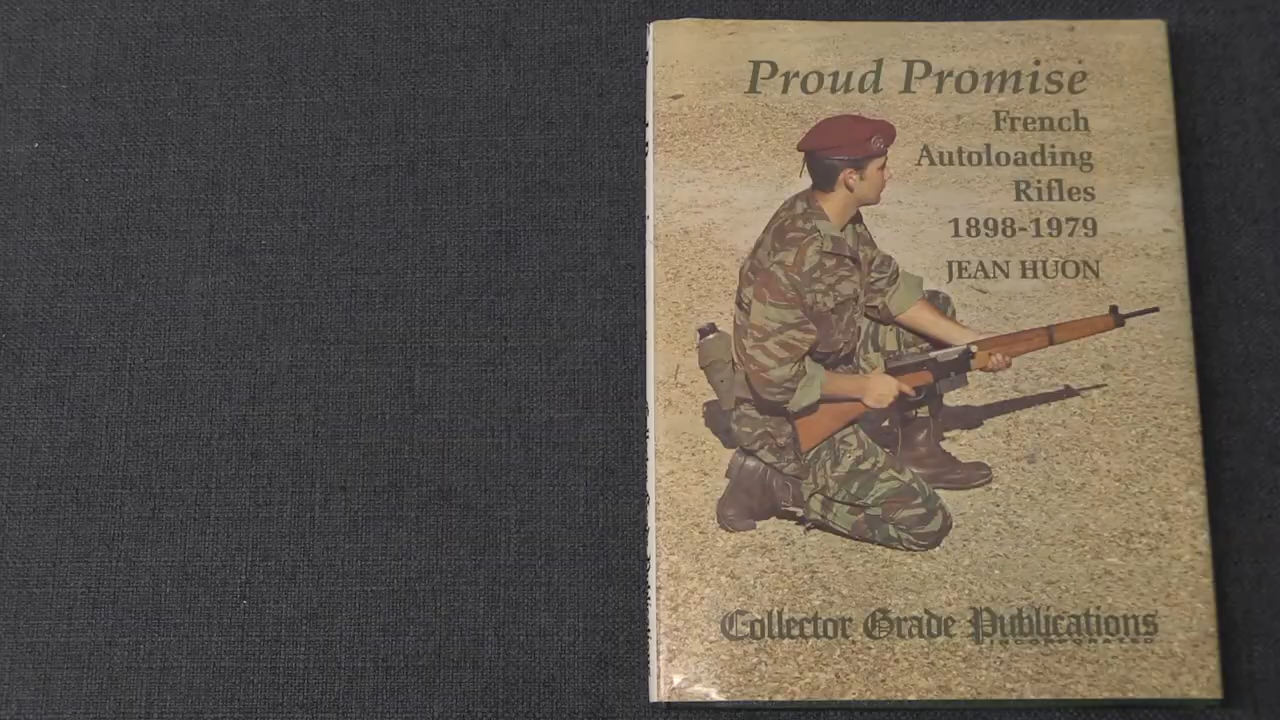 Proud Promise
French
Autoloading
Rifles
1898-1979
JEAN HUON
Collector Grade Publications
INCORPORATED